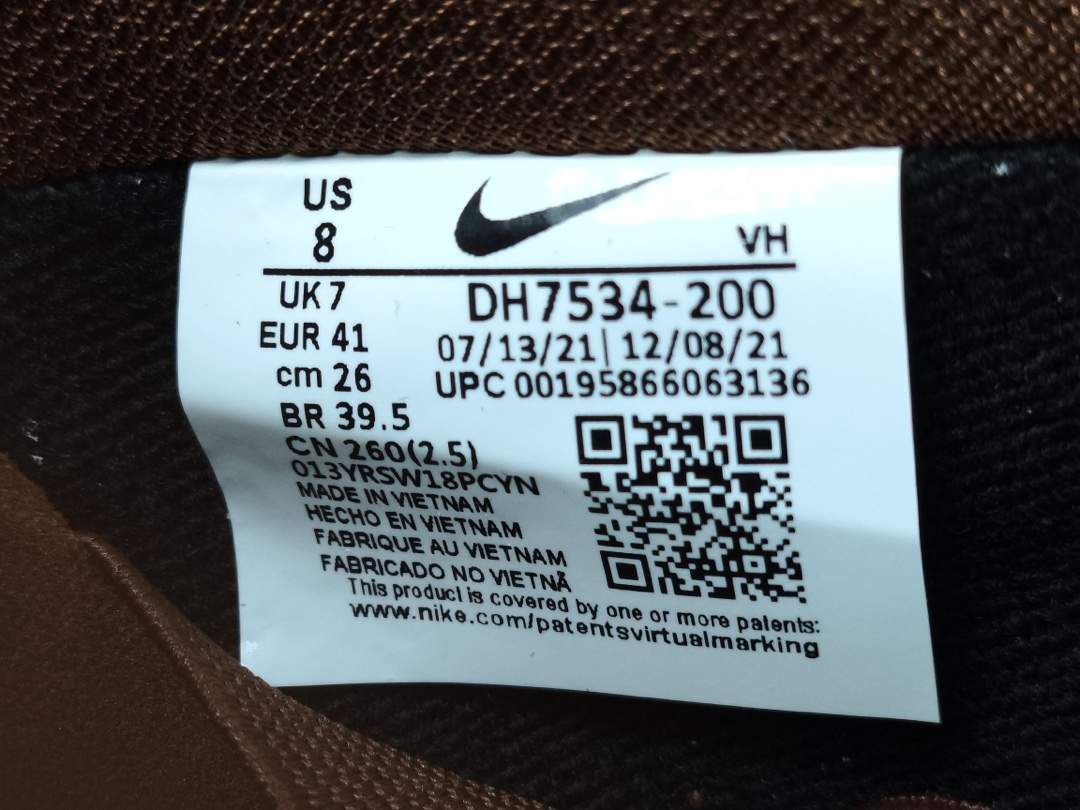 US
8
VH
UK 7
DH7534-200
EUR 41
07/13/21| 12/08/21
cm 26
UPC 00195866063136
BR 39.5
CN 260(2.5)
013YRSW18PCYN
MADE IN VIETNAM
HECHO EN VIETNAM
FABRIQUE AU VIETNAM
FABRICADO NO VIETNÃ
This product is covered by one or more patents:
www.nike.com/patentsvirtualmarking